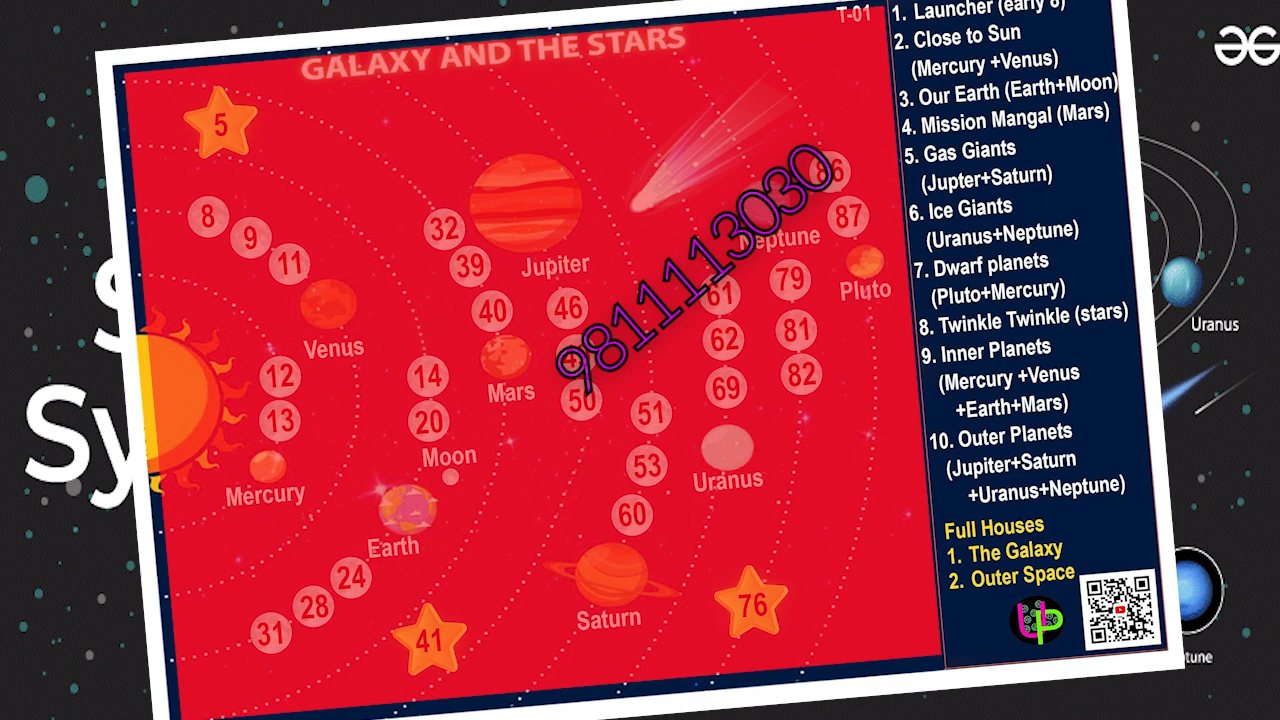 T-01
GALAXY AND THE STARS
5
8
9
11
Venus
12
13
Mercury
32
39
40
Jupiter
46
Mars
50
14
20
Moon
Earth
24
28
31
41
51
53
60
Saturn
61
62
69
Uranus
76
79
81
82
Neptune
86
87
Pluto
9811113030
1. Launcher (early 8)
2. Close to Sun
(Mercury +Venus)
3. Our Earth (Earth+Moon)
4. Mission Mangal (Mars)
5. Gas Giants
(Jupter+Saturn)
6. Ice Giants
(Uranus+Neptune)
7. Dwarf planets
(Pluto+Mercury)
8. Twinkle Twinkle (stars)
9. Inner Planets
(Mercury +Venus
+Earth+Mars)
10. Outer Planets
(Jupiter+Saturn
+Uranus+Neptune)
Full Houses
1. The Galaxy
2. Outer Space
Up
S
Sy
Uranus
tune